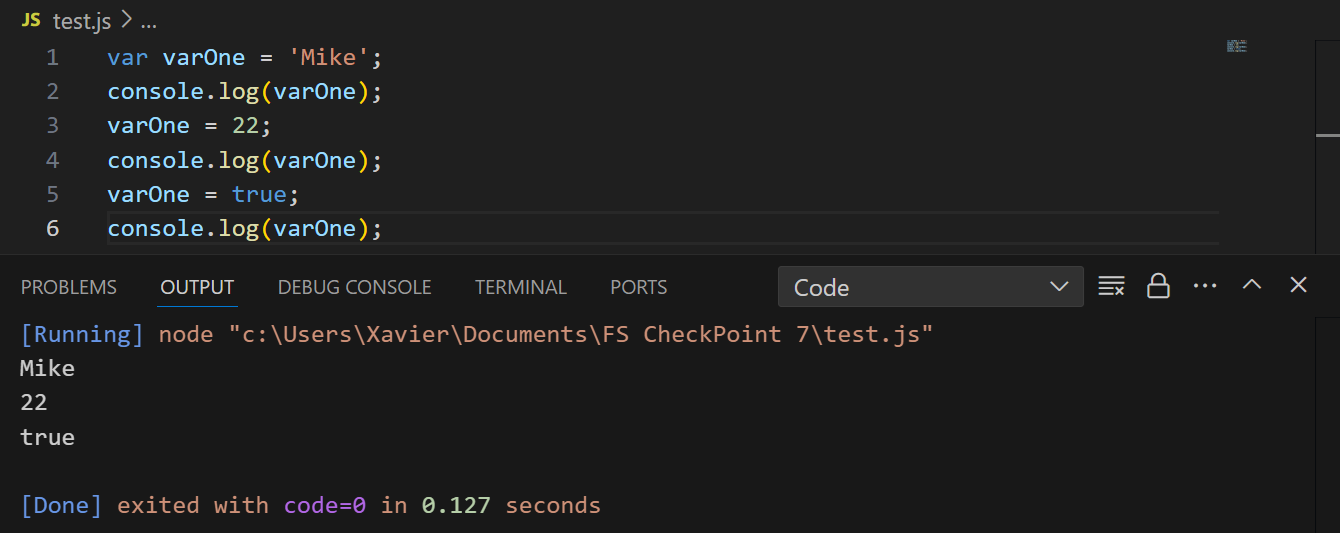 JS test.js > ...
1 var varOne = 'Mike';
2 console.log(varOne);
3 varOne = 22;
4 console.log(varOne);
5 varOne = true;
6 console.log(varOne);
PROBLEMS OUTPUT DEBUG CONSOLE TERMINAL PORTS Code
[Running] node "c:\Users\Xavier\Documents\FS CheckPoint 7\test.js"
Mike
22
true
[Done] exited with code=0 in 0.127 seconds